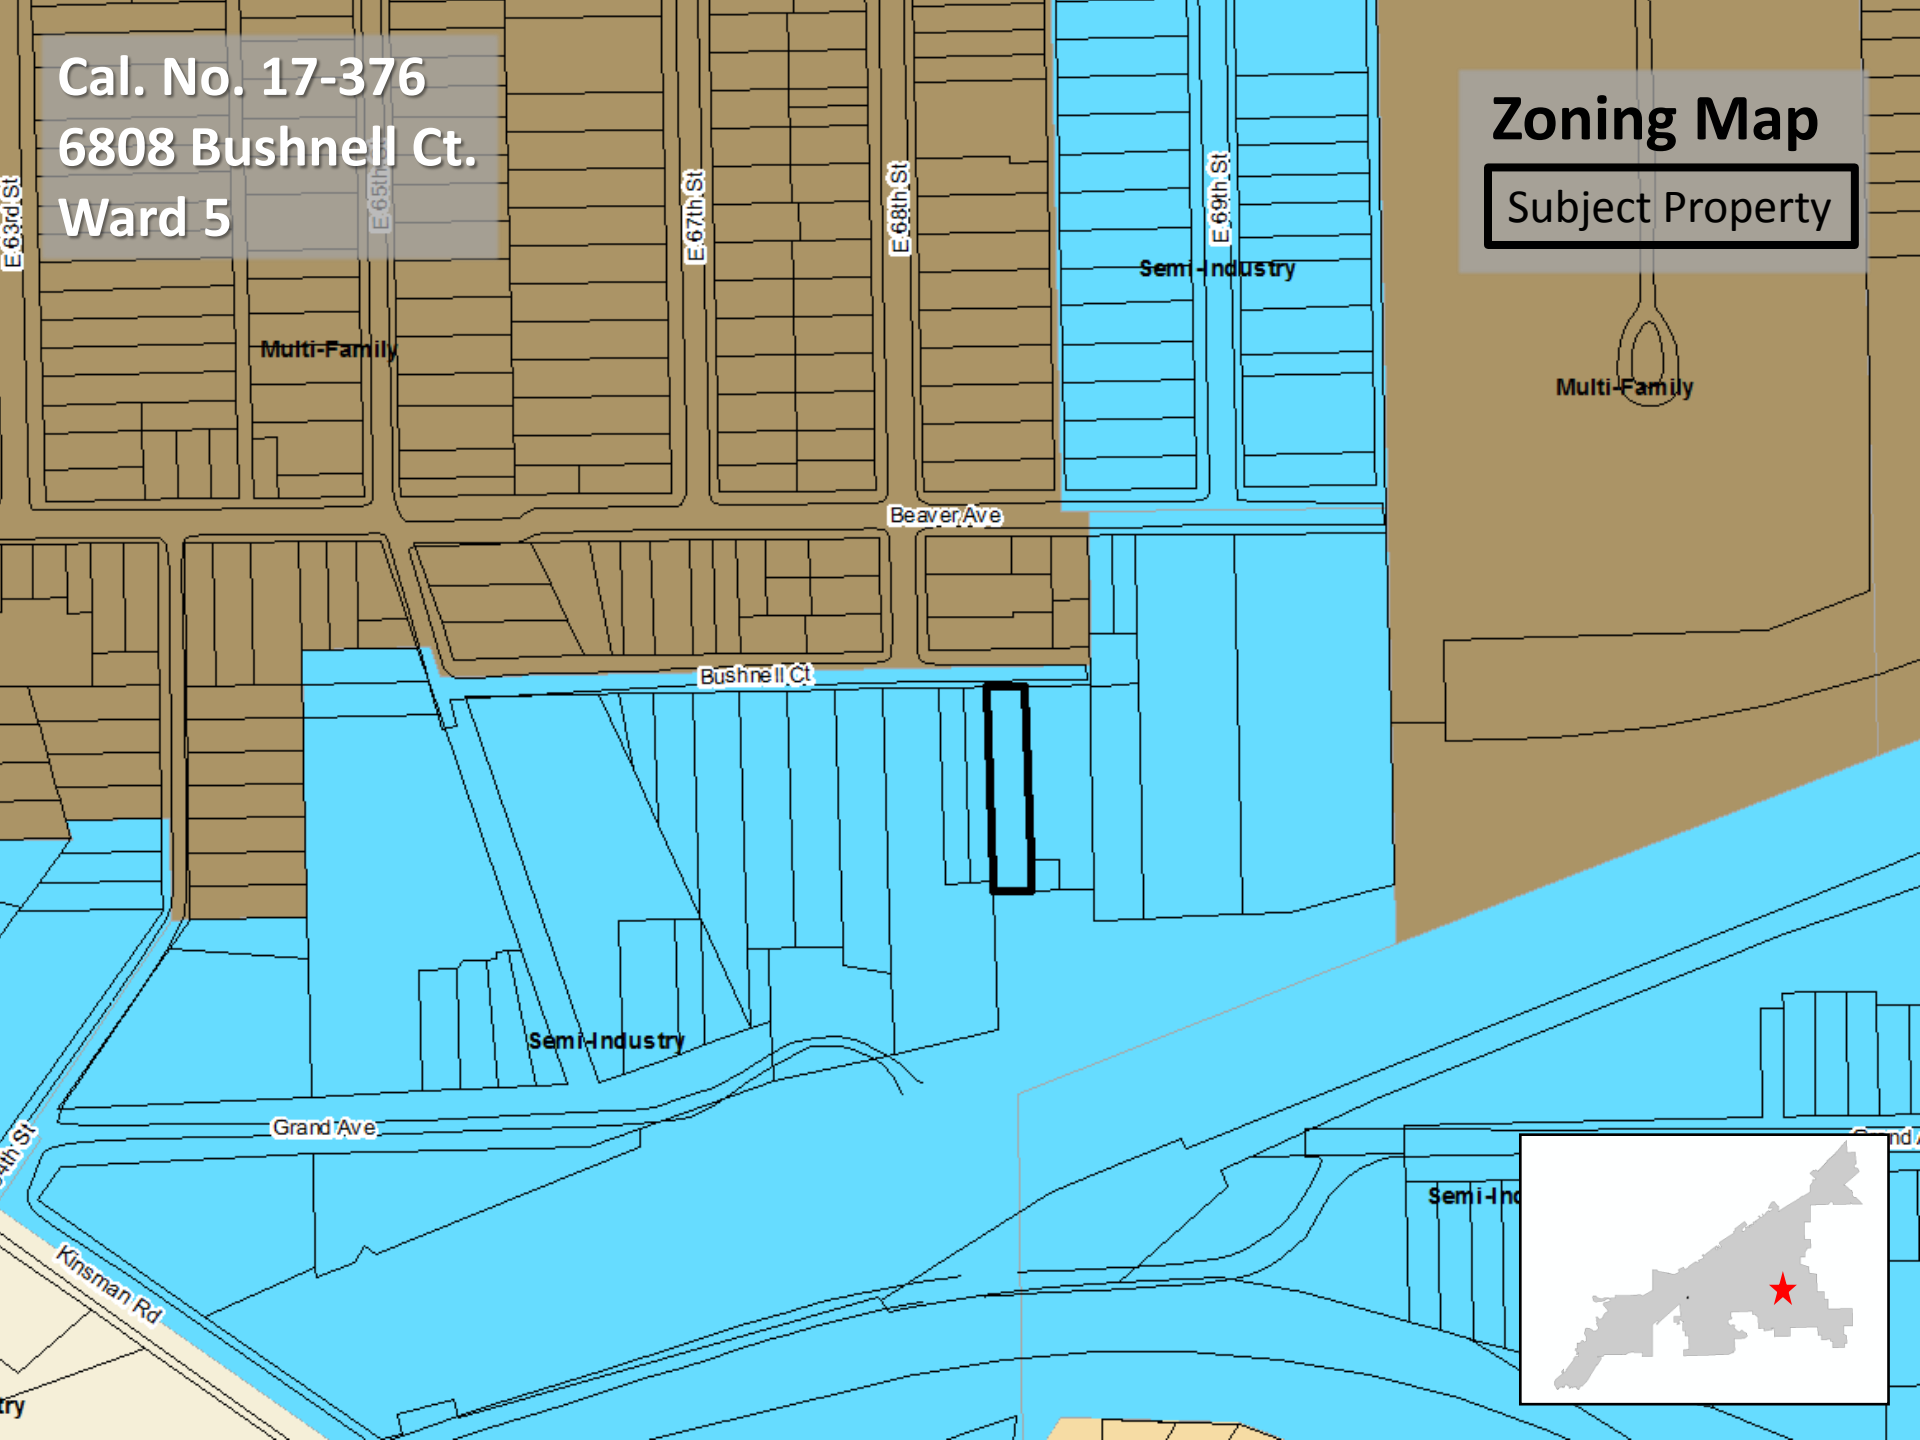 Cal. No. 17-376
6808 Bushnell Ct.
Ward 5
Zoning Map
Subject Property
E 63rd St
E 65th
E 67th St
E 68th St
E 69th St
Semi-Industry
Multi-Family
Multi-Family
Beaver Ave
Bushnell Ct
Semi-Industry
Grand Ave
Semi-Ind
Kinsman Rd